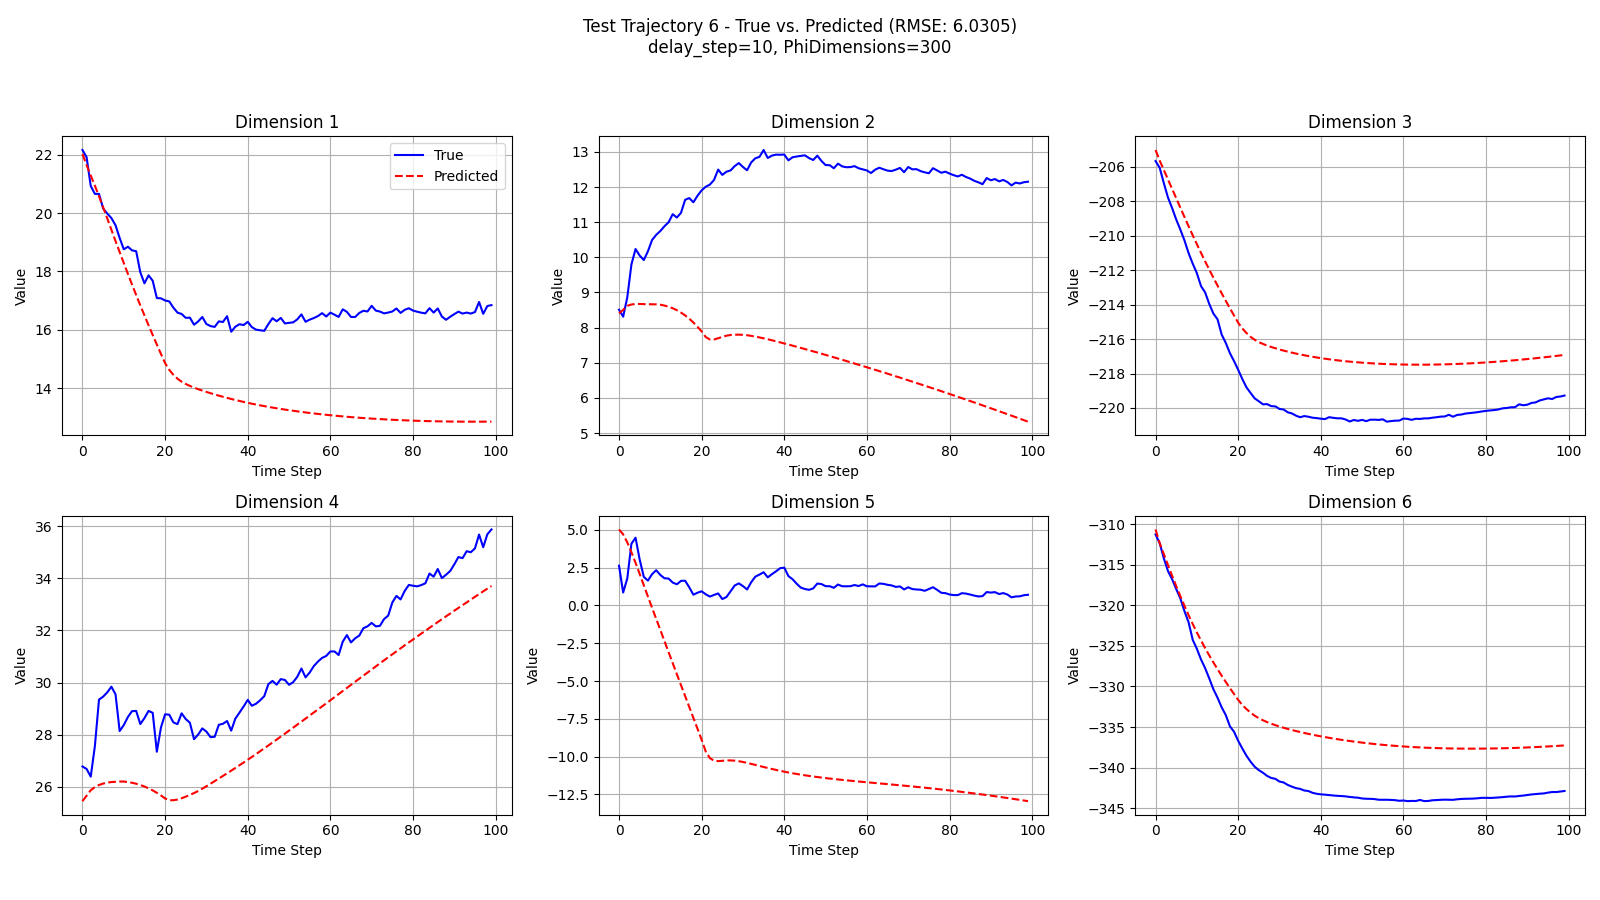 Test Trajectory 6 - True vs. Predicted (RMSE: 6.0305)
delay_step=10, PhiDimensions=300
Dimension 1
Value
22
20
18
16
14
0 20 40 60 80 100
Time Step
True
Predicted
Dimension 2
Value
13
12
11
10
9
8
7
6
5
0 20 40 60 80 100
Time Step
Dimension 3
Value
−206
−208
−210
−212
−214
−216
−218
−220
0 20 40 60 80 100
Time Step
Dimension 4
Value
36
34
32
30
28
26
0 20 40 60 80 100
Time Step
Dimension 5
Value
5.0
2.5
0.0
−2.5
−5.0
−7.5
−10.0
−12.5
0 20 40 60 80 100
Time Step
Dimension 6
Value
−310
−315
−320
−325
−330
−335
−340
−345
0 20 40 60 80 100
Time Step